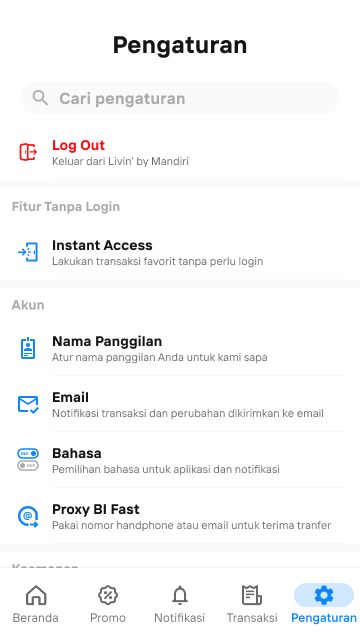 Pengaturan
Cari pengaturan
Log Out
Keluar dari Livin' by Mandiri
Fitur Tanpa Login
Instant Access
Lakukan transaksi favorit tanpa perlu login
Akun
Nama Panggilan
Atur nama panggilan Anda untuk kami sapa
Email
Notifikasi transaksi dan perubahan dikirimkan ke email
Bahasa
Pemilihan bahasa untuk aplikasi dan notifikasi
Proxy BI Fast
Pakai nomor handphone atau email untuk terima tranfer
Keamanan
Beranda
Promo
Notifikasi
Transaksi
Pengaturan